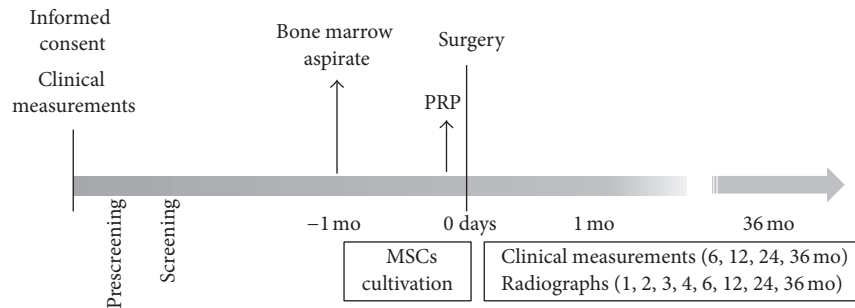 Informed
consent
Clinical
measurements
Bone marrow
aspirate
Surgery
PRP
Prescreening
Screening
−1 mo
0 days
1 mo
36 mo
MSCs
cultivation
Clinical measurements (6, 12, 24, 36 mo)
Radiographs (1, 2, 3, 4, 6, 12, 24, 36 mo)